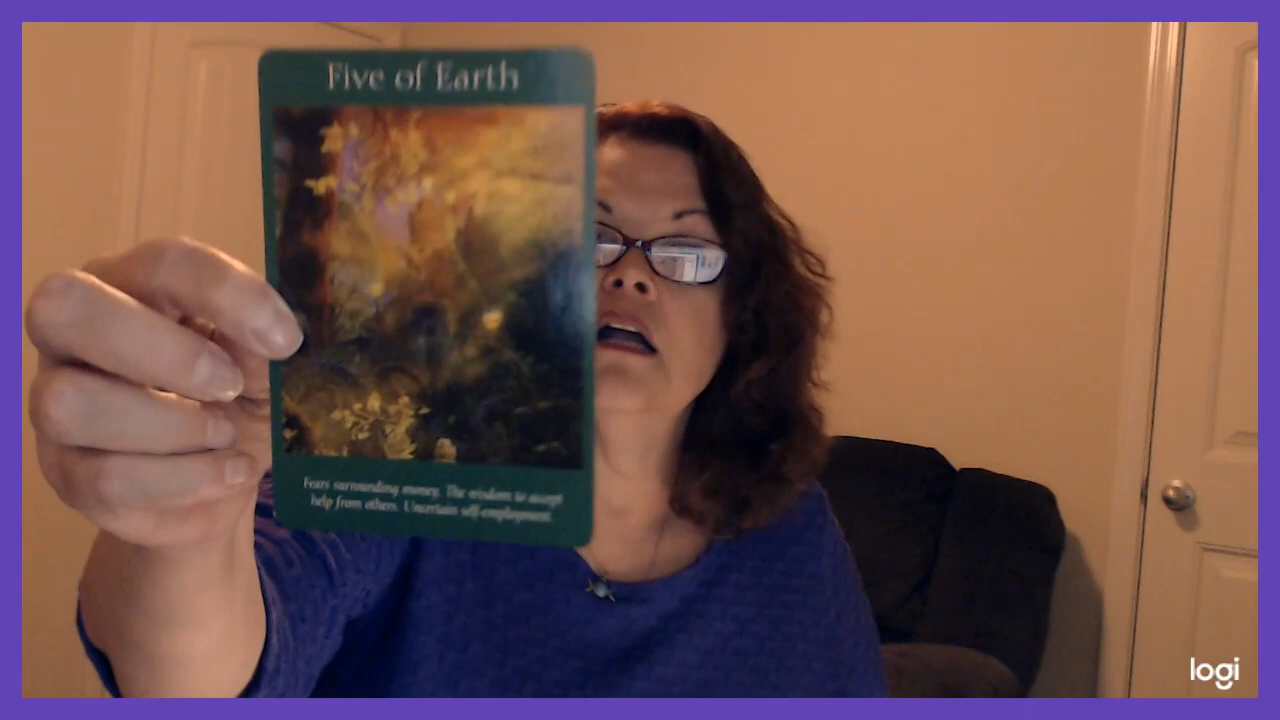 Five of Earth
Fears surrounding money. The wisdom to accept
help from others. Uncertain self-employment.
logi